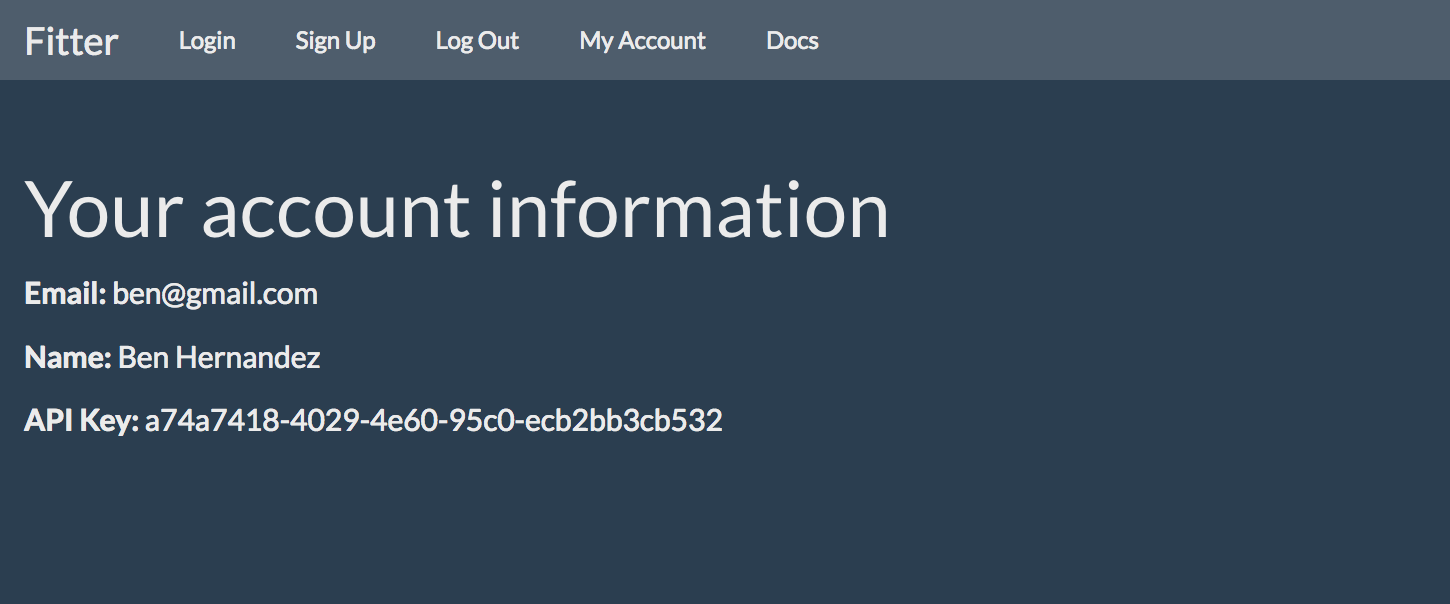 Fitter Login Sign Up Log Out My Account Docs
Your account information
Email: ben@gmail.com
Name: Ben Hernandez
API Key: a74a7418-4029-4e60-95c0-ecb2bb3cb532